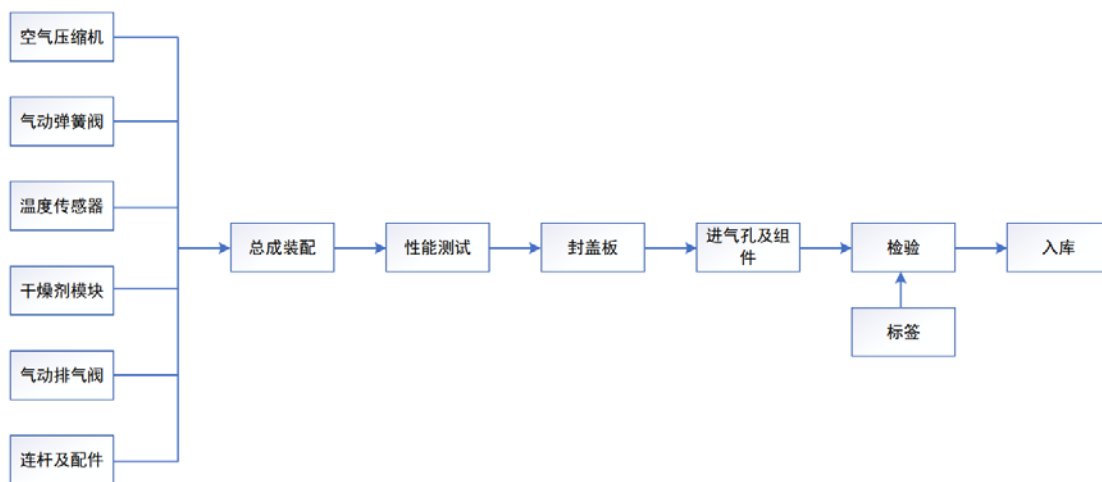 空气压缩机
气动弹簧阀
温度传感器
干燥剂模块
气动排气阀
连杆及配件
总成装配
性能测试
封盖板
进气孔及组
件
检验
入库
标签